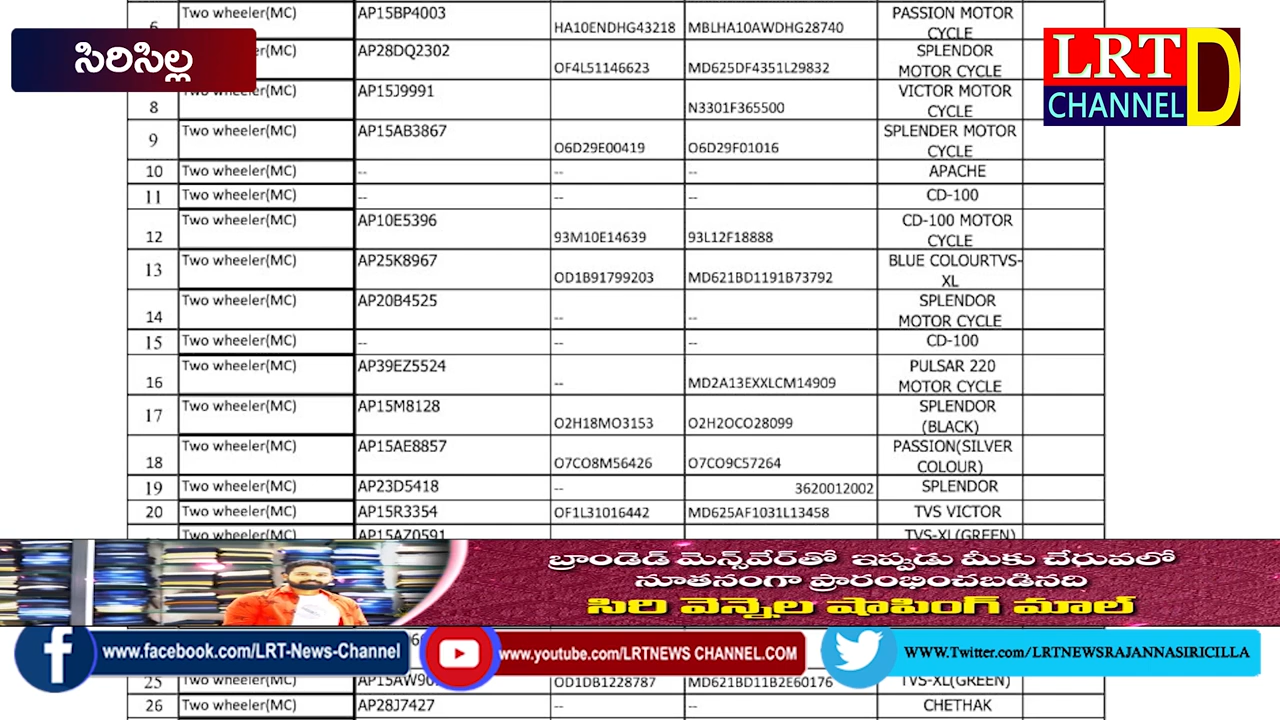 6 Two wheeler(MC) AP15BP4003 HA10ENDHG43218 MBLHA10AWDHG28740 PASSION MOTOR CYCLE
సిరిసిల్ల
LRT
CHANNEL D
AP28DQ2302 OF4L51146623 MD625DF4351L29832 SPLENDOR MOTOR CYCLE
8 AP15J9991 N3301F365500 VICTOR MOTOR CYCLE
9 Two wheeler(MC) AP15AB3867 O6D29E00419 O6D29F01016 SPLENDER MOTOR CYCLE
10 Two wheeler(MC) -- -- -- APACHE
11 Two wheeler(MC) -- -- -- CD-100
12 Two wheeler(MC) AP10E5396 93M10E14639 93L12F18888 CD-100 MOTOR CYCLE
13 Two wheeler(MC) AP25K8967 OD1B91799203 MD621BD1191B73792 BLUE COLOURTVS-XL
14 Two wheeler(MC) AP20B4525 -- -- SPLENDOR MOTOR CYCLE
15 Two wheeler(MC) -- -- -- CD-100
16 Two wheeler(MC) AP39EZ5524 -- MD2A13EXXLCM14909 PULSAR 220 MOTOR CYCLE
17 Two wheeler(MC) AP15M8128 O2H18MO3153 O2H2OCO28099 SPLENDOR (BLACK)
18 Two wheeler(MC) AP15AE8857 O7CO8M56426 O7CO9C57264 PASSION(SILVER COLOUR)
19 Two wheeler(MC) AP23D5418 -- 3620012002 SPLENDOR
20 Two wheeler(MC) AP15R3354 OF1L31016442 MD625AF1031L13458 TVS VICTOR
Two wheeler(MC) AP15AZ0591 TVS-XL(GREEN)
బ్రాండెడ్ మెన్స్‌వేర్‌తో ఇప్పుడు మీకు చేరువలో
నూతనంగా ప్రారంభించబడినది
సిరి వెన్నెల షాపింగ్ మాల్
www.facebook.com/LRT-News-Channel
www.youtube.com/LRTNEWS CHANNEL.COM
WWW.Twitter.com/LRTNEWSRAJANNASIRICILLA
25 Two wheeler(MC) OD1DB1228787 MD621BD11B2E60176 TVS-XL(GREEN)
26 Two wheeler(MC) AP28J7427 -- -- CHETHAK